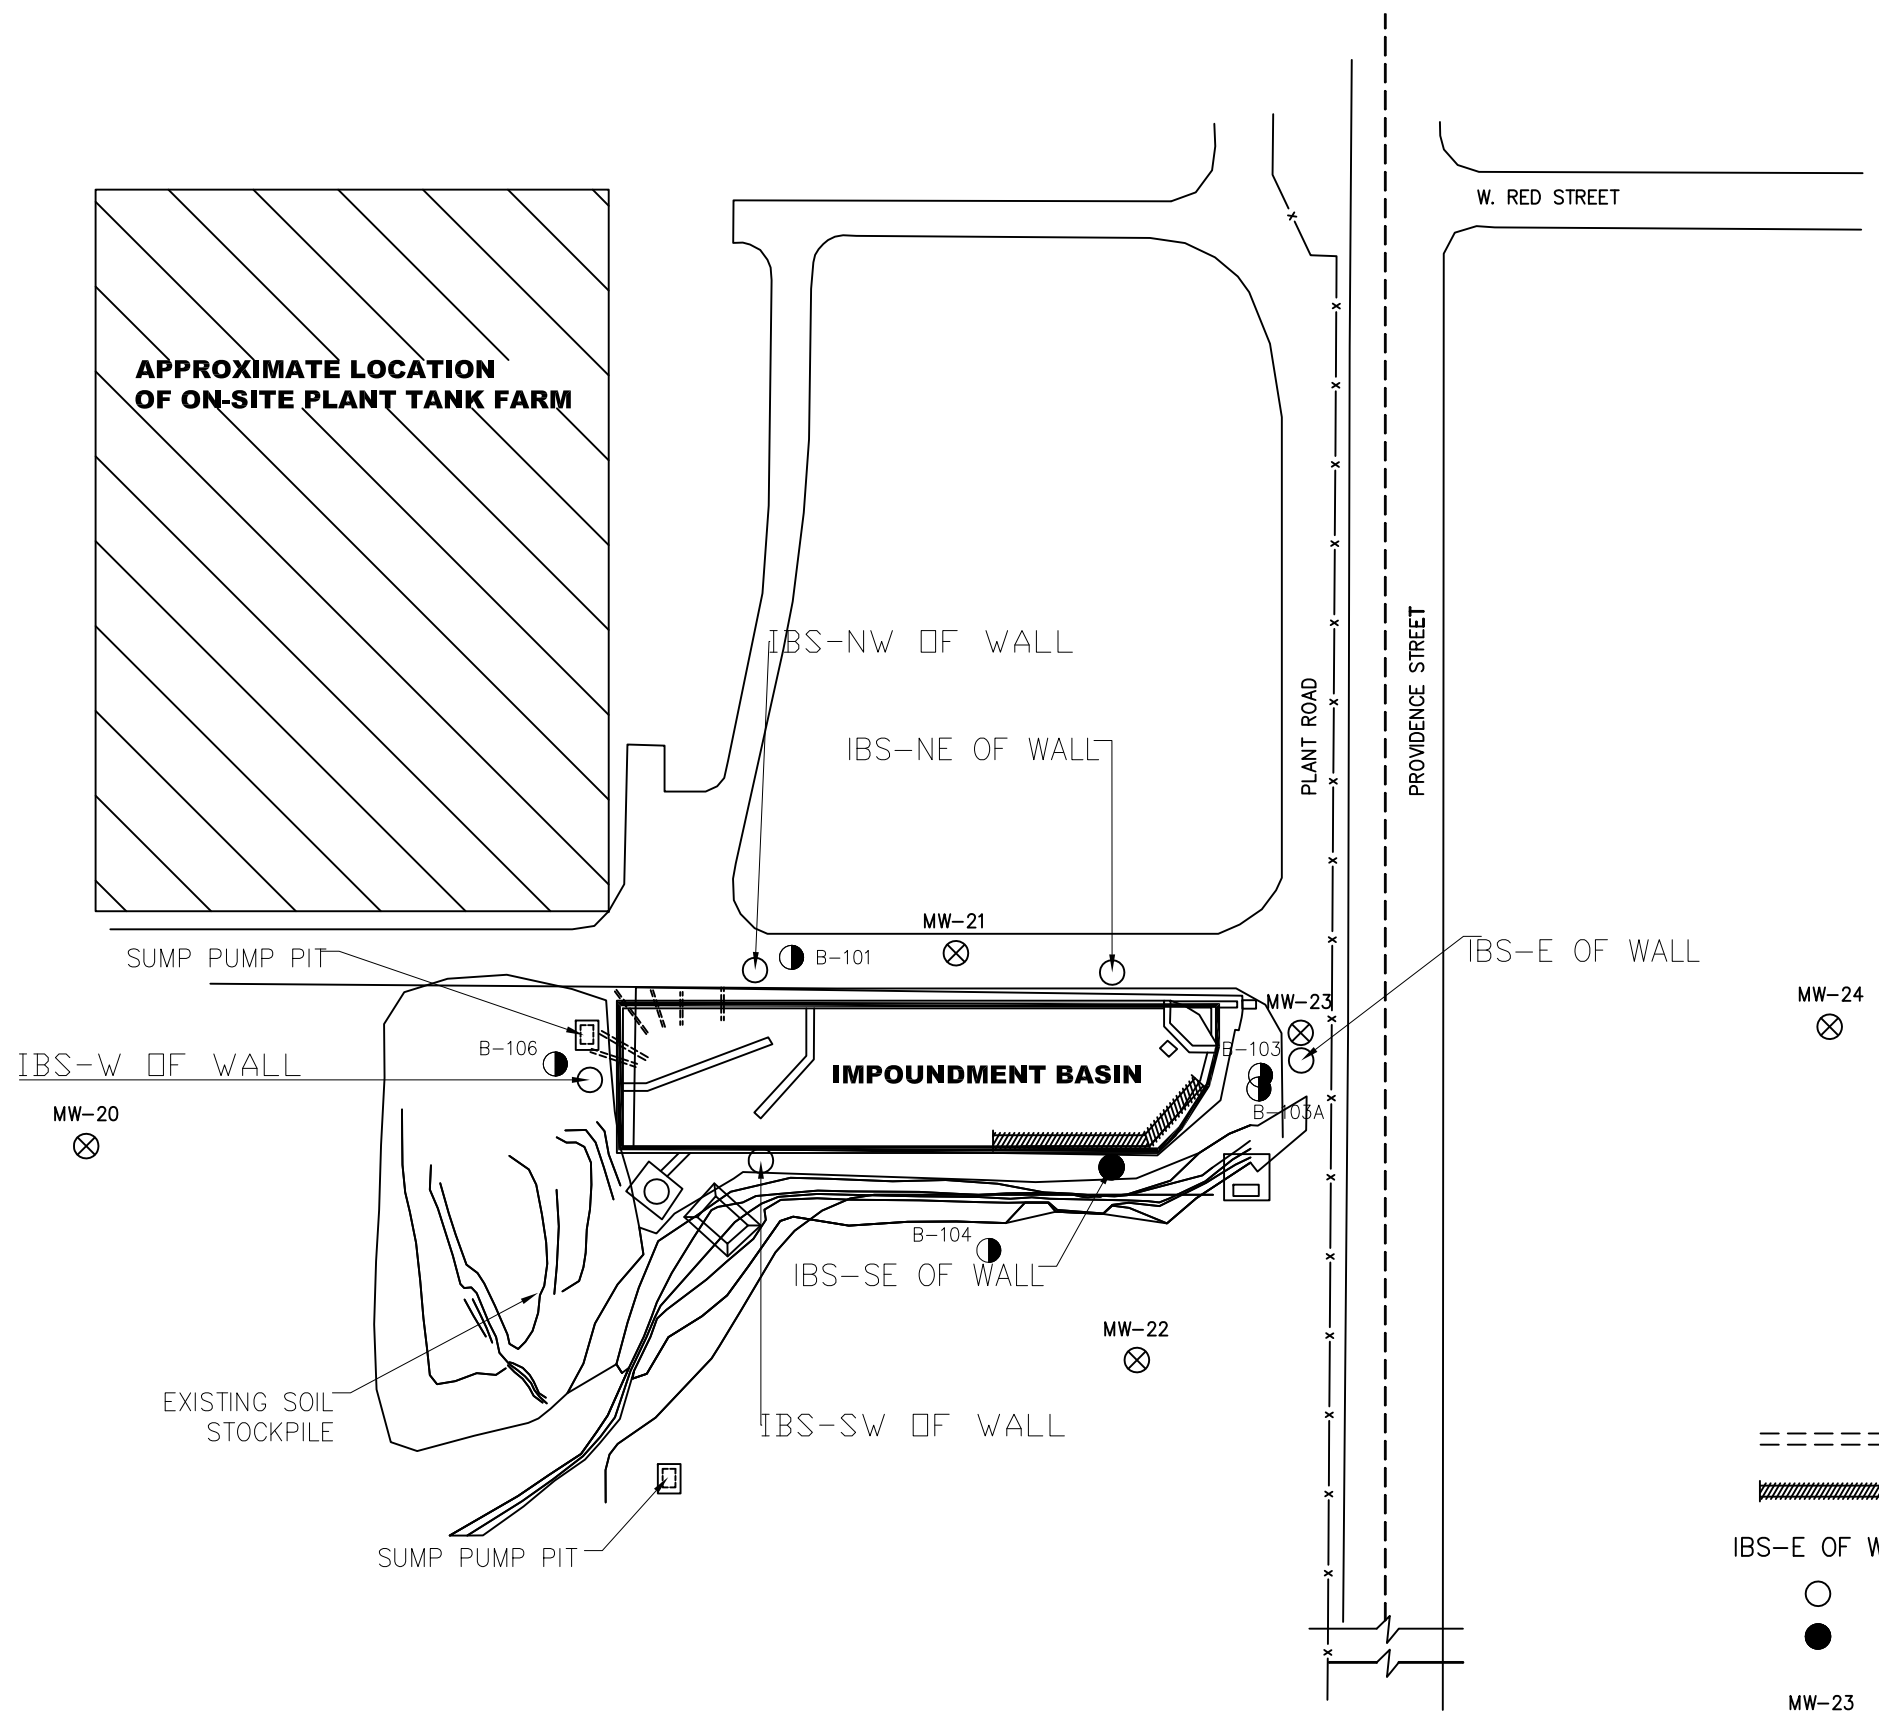 W. RED STREET
APPROXIMATE LOCATION
OF ON-SITE PLANT TANK FARM
IBS-NW OF WALL
IBS-NE OF WALL
PLANT ROAD
PROVIDENCE STREET
MW-21
SUMP PUMP PIT
B-101
IBS-E OF WALL
MW-23
MW-24
B-106
B-103
IBS-W OF WALL
IMPOUNDMENT BASIN
MW-20
B-103A
B-104
IBS-SE OF WALL
MW-22
EXISTING SOIL
STOCKPILE
IBS-SW OF WALL
SUMP PUMP PIT
IBS-E OF
MW-23